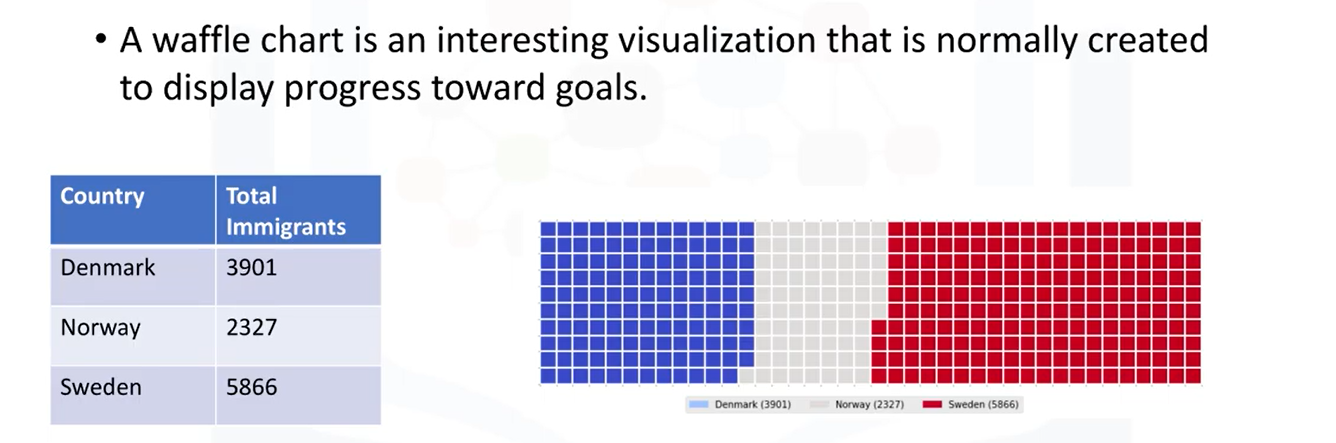 • A waffle chart is an interesting visualization that is normally created
to display progress toward goals.
Country Total
Immigrants
Denmark 3901
Norway 2327
Sweden 5866
Denmark (3901) Norway (2327) Sweden (5866)